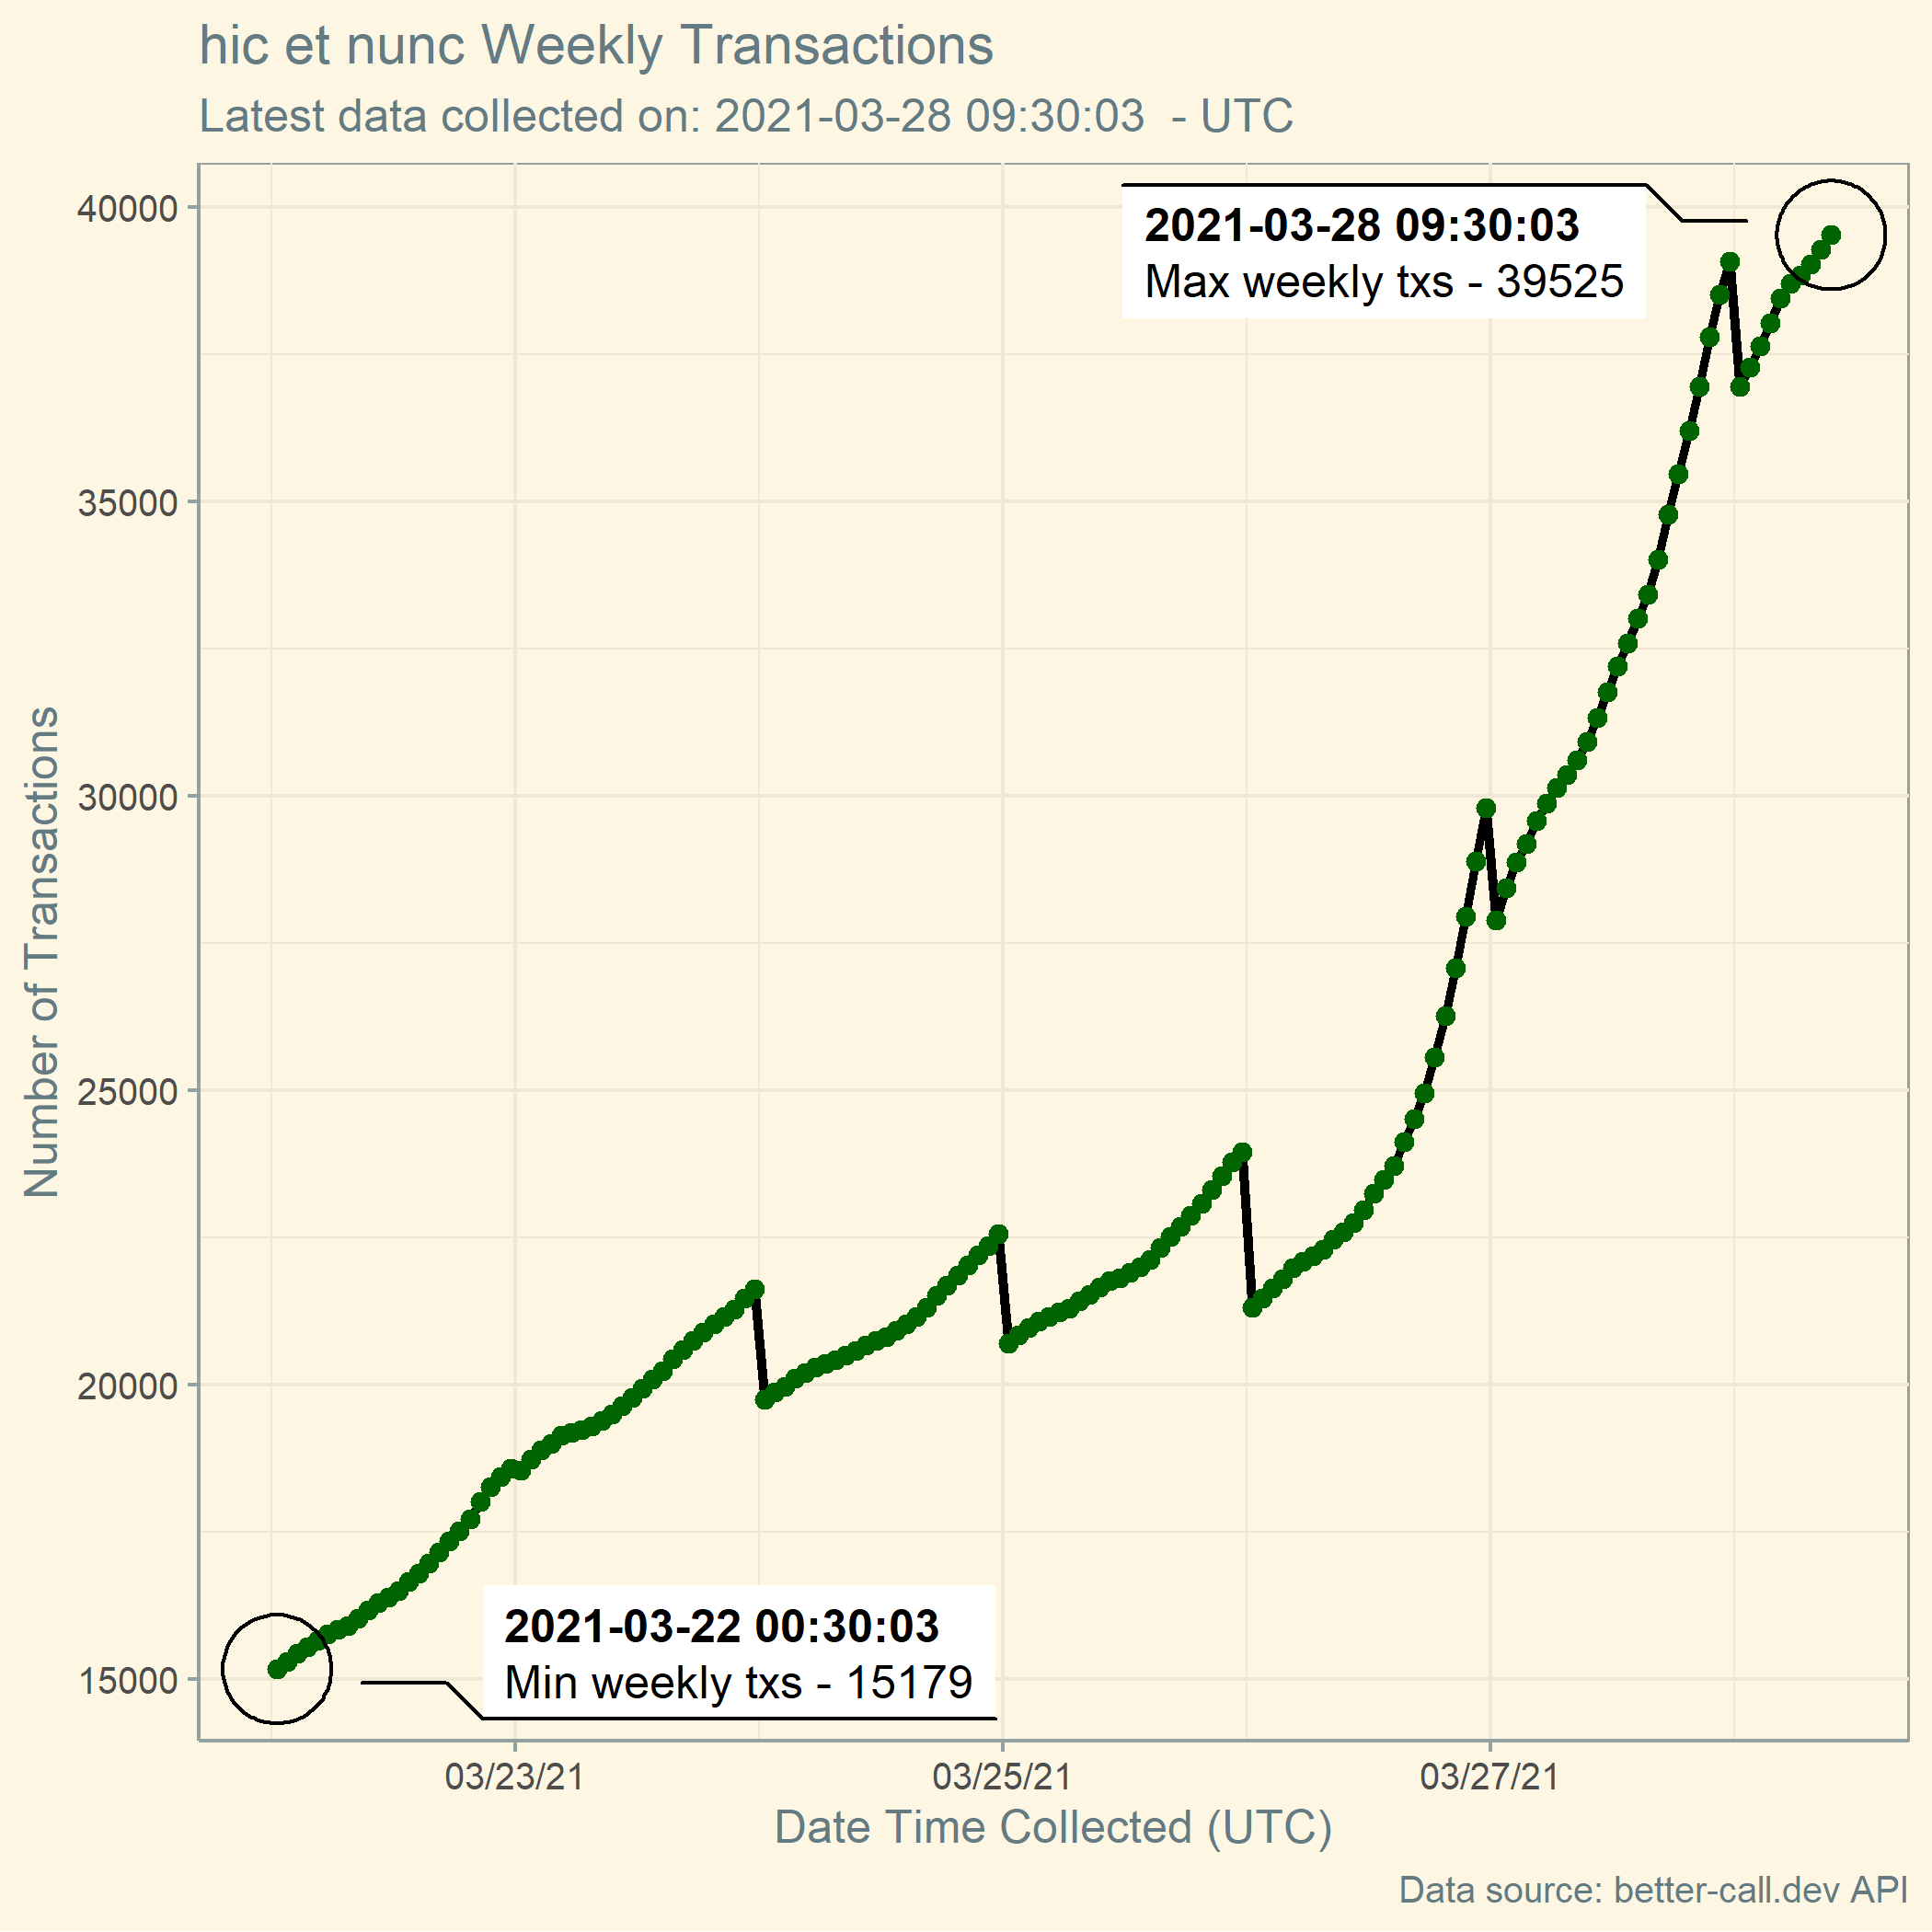 hic et nunc Weekly Transactions
Latest data collected on: 2021-03-28 09:30:03  - UTC
Number of Transactions
40000
35000
30000
25000
20000
15000
2021-03-28 09:30:03
Max weekly txs - 39525
2021-03-22 00:30:03
Min weekly txs - 15179
03/23/21
03/25/21
03/27/21
Date Time Collected (UTC)
Data source: better-call.dev API